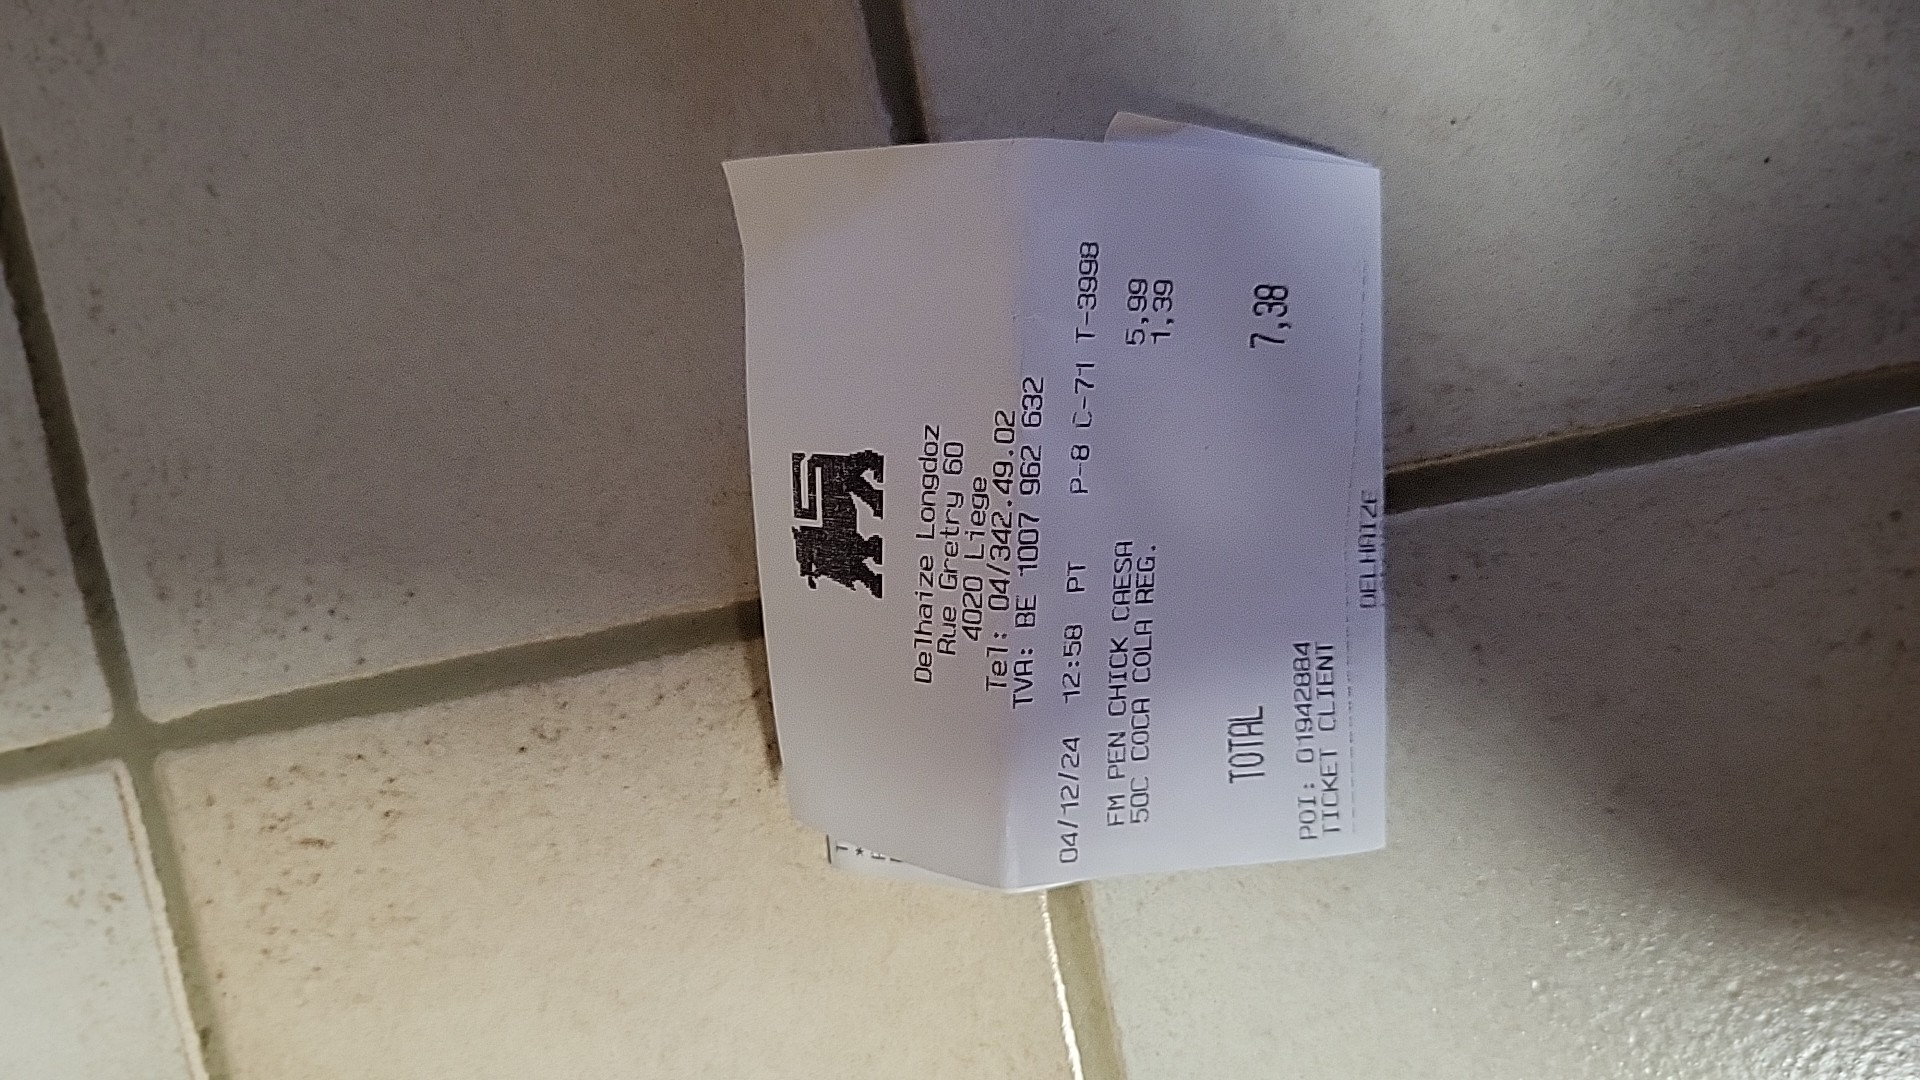 Delhaize Longdoz
Rue Gretry 60
4020 Liege
Tel: 04/342.49.02
TVA: BE 1007 962 632
04/12/24 12:58 PT P-8 C-71 T-3998
FM PEN CHICK CAESA 5,99
50C COCA COLA REG. 1,39
TOTAL 7,38
POI: 01942884
TICKET CLIENT
DELHAIZE